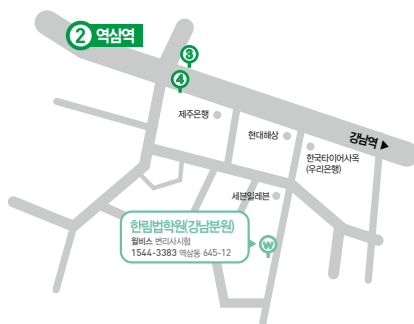 2 역삼역
3
4
제주은행
현대해상
강남역 ▶
한국타이어사옥
(우리은행)
세븐일레븐
한림법학원(강남분원)
윌비스 변리사시험
1544-3383 역삼동 645-12
W